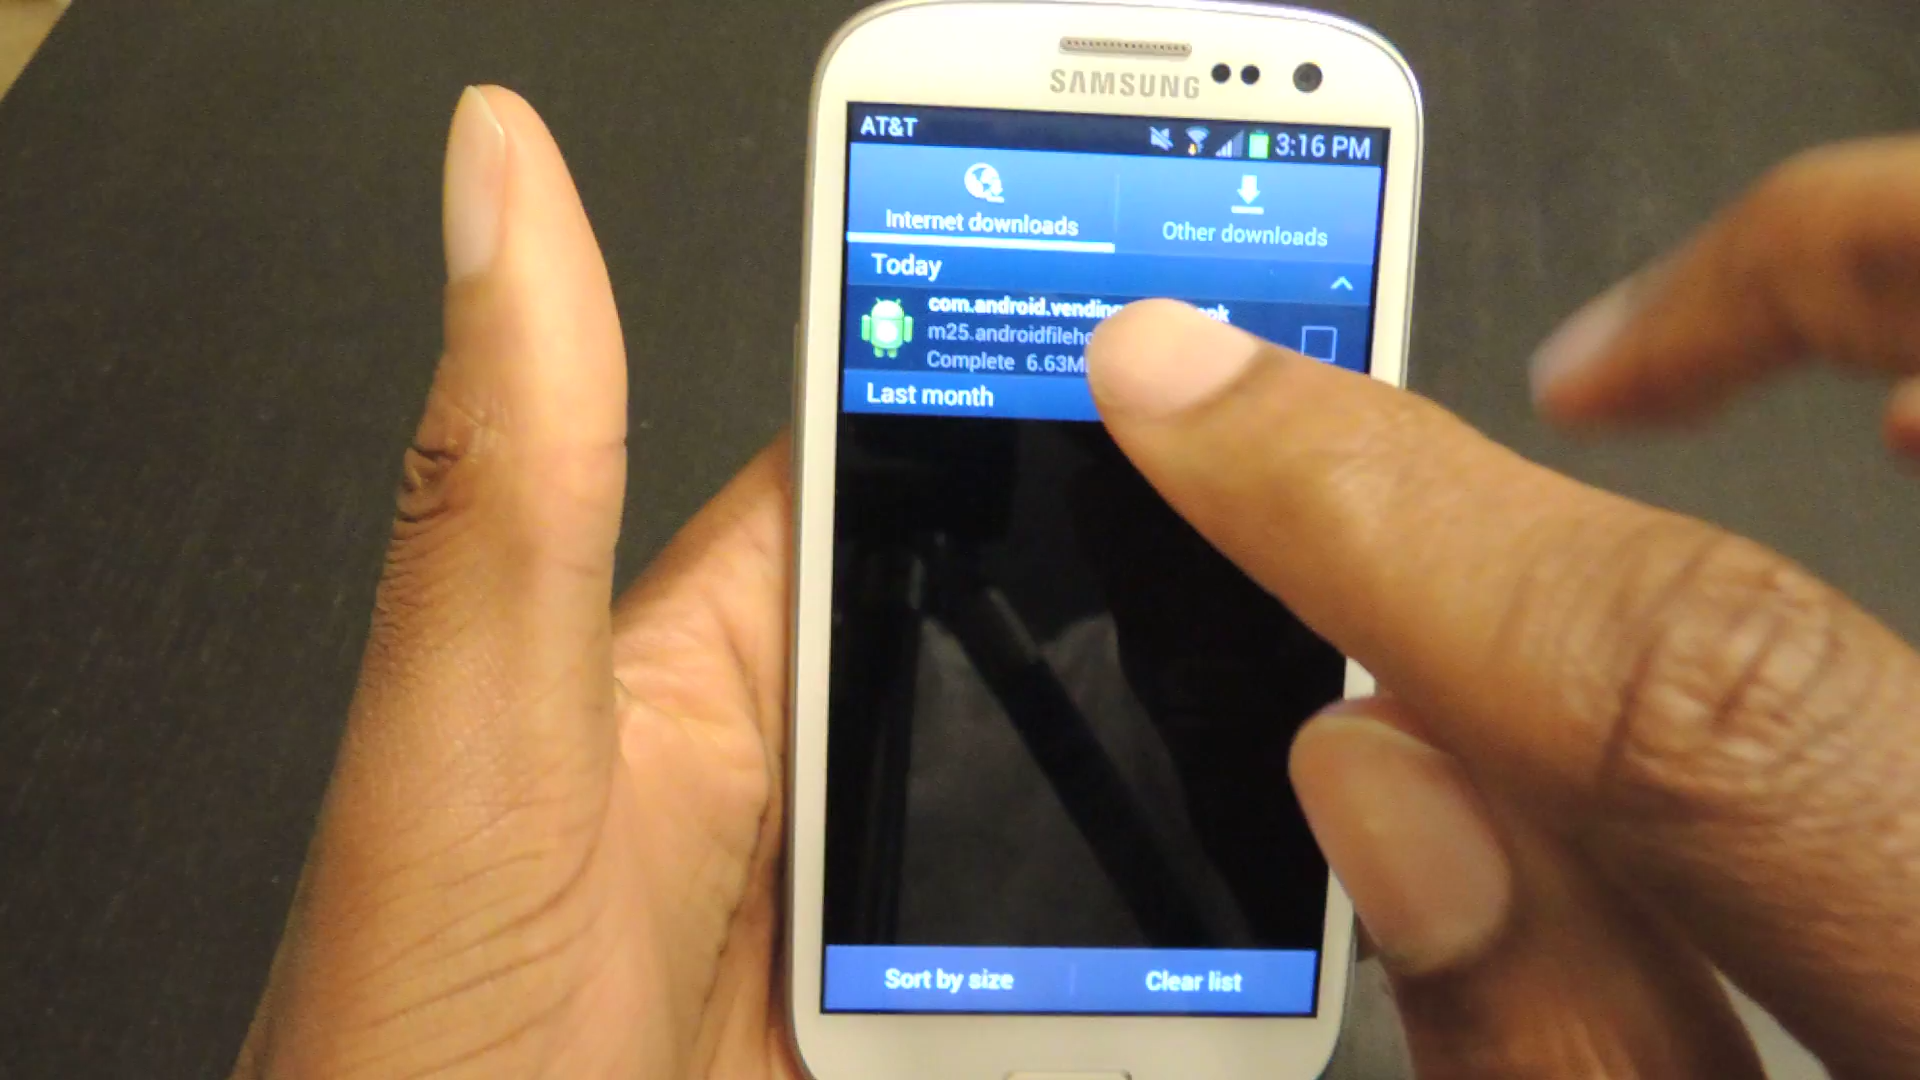 SAMSUNG
AT&T
3:16 PM
Internet downloads
Other downloads
Today
com.android.vending
m25.androidfileho
Complete 6.63M
Last month
Sort by size
Clear list